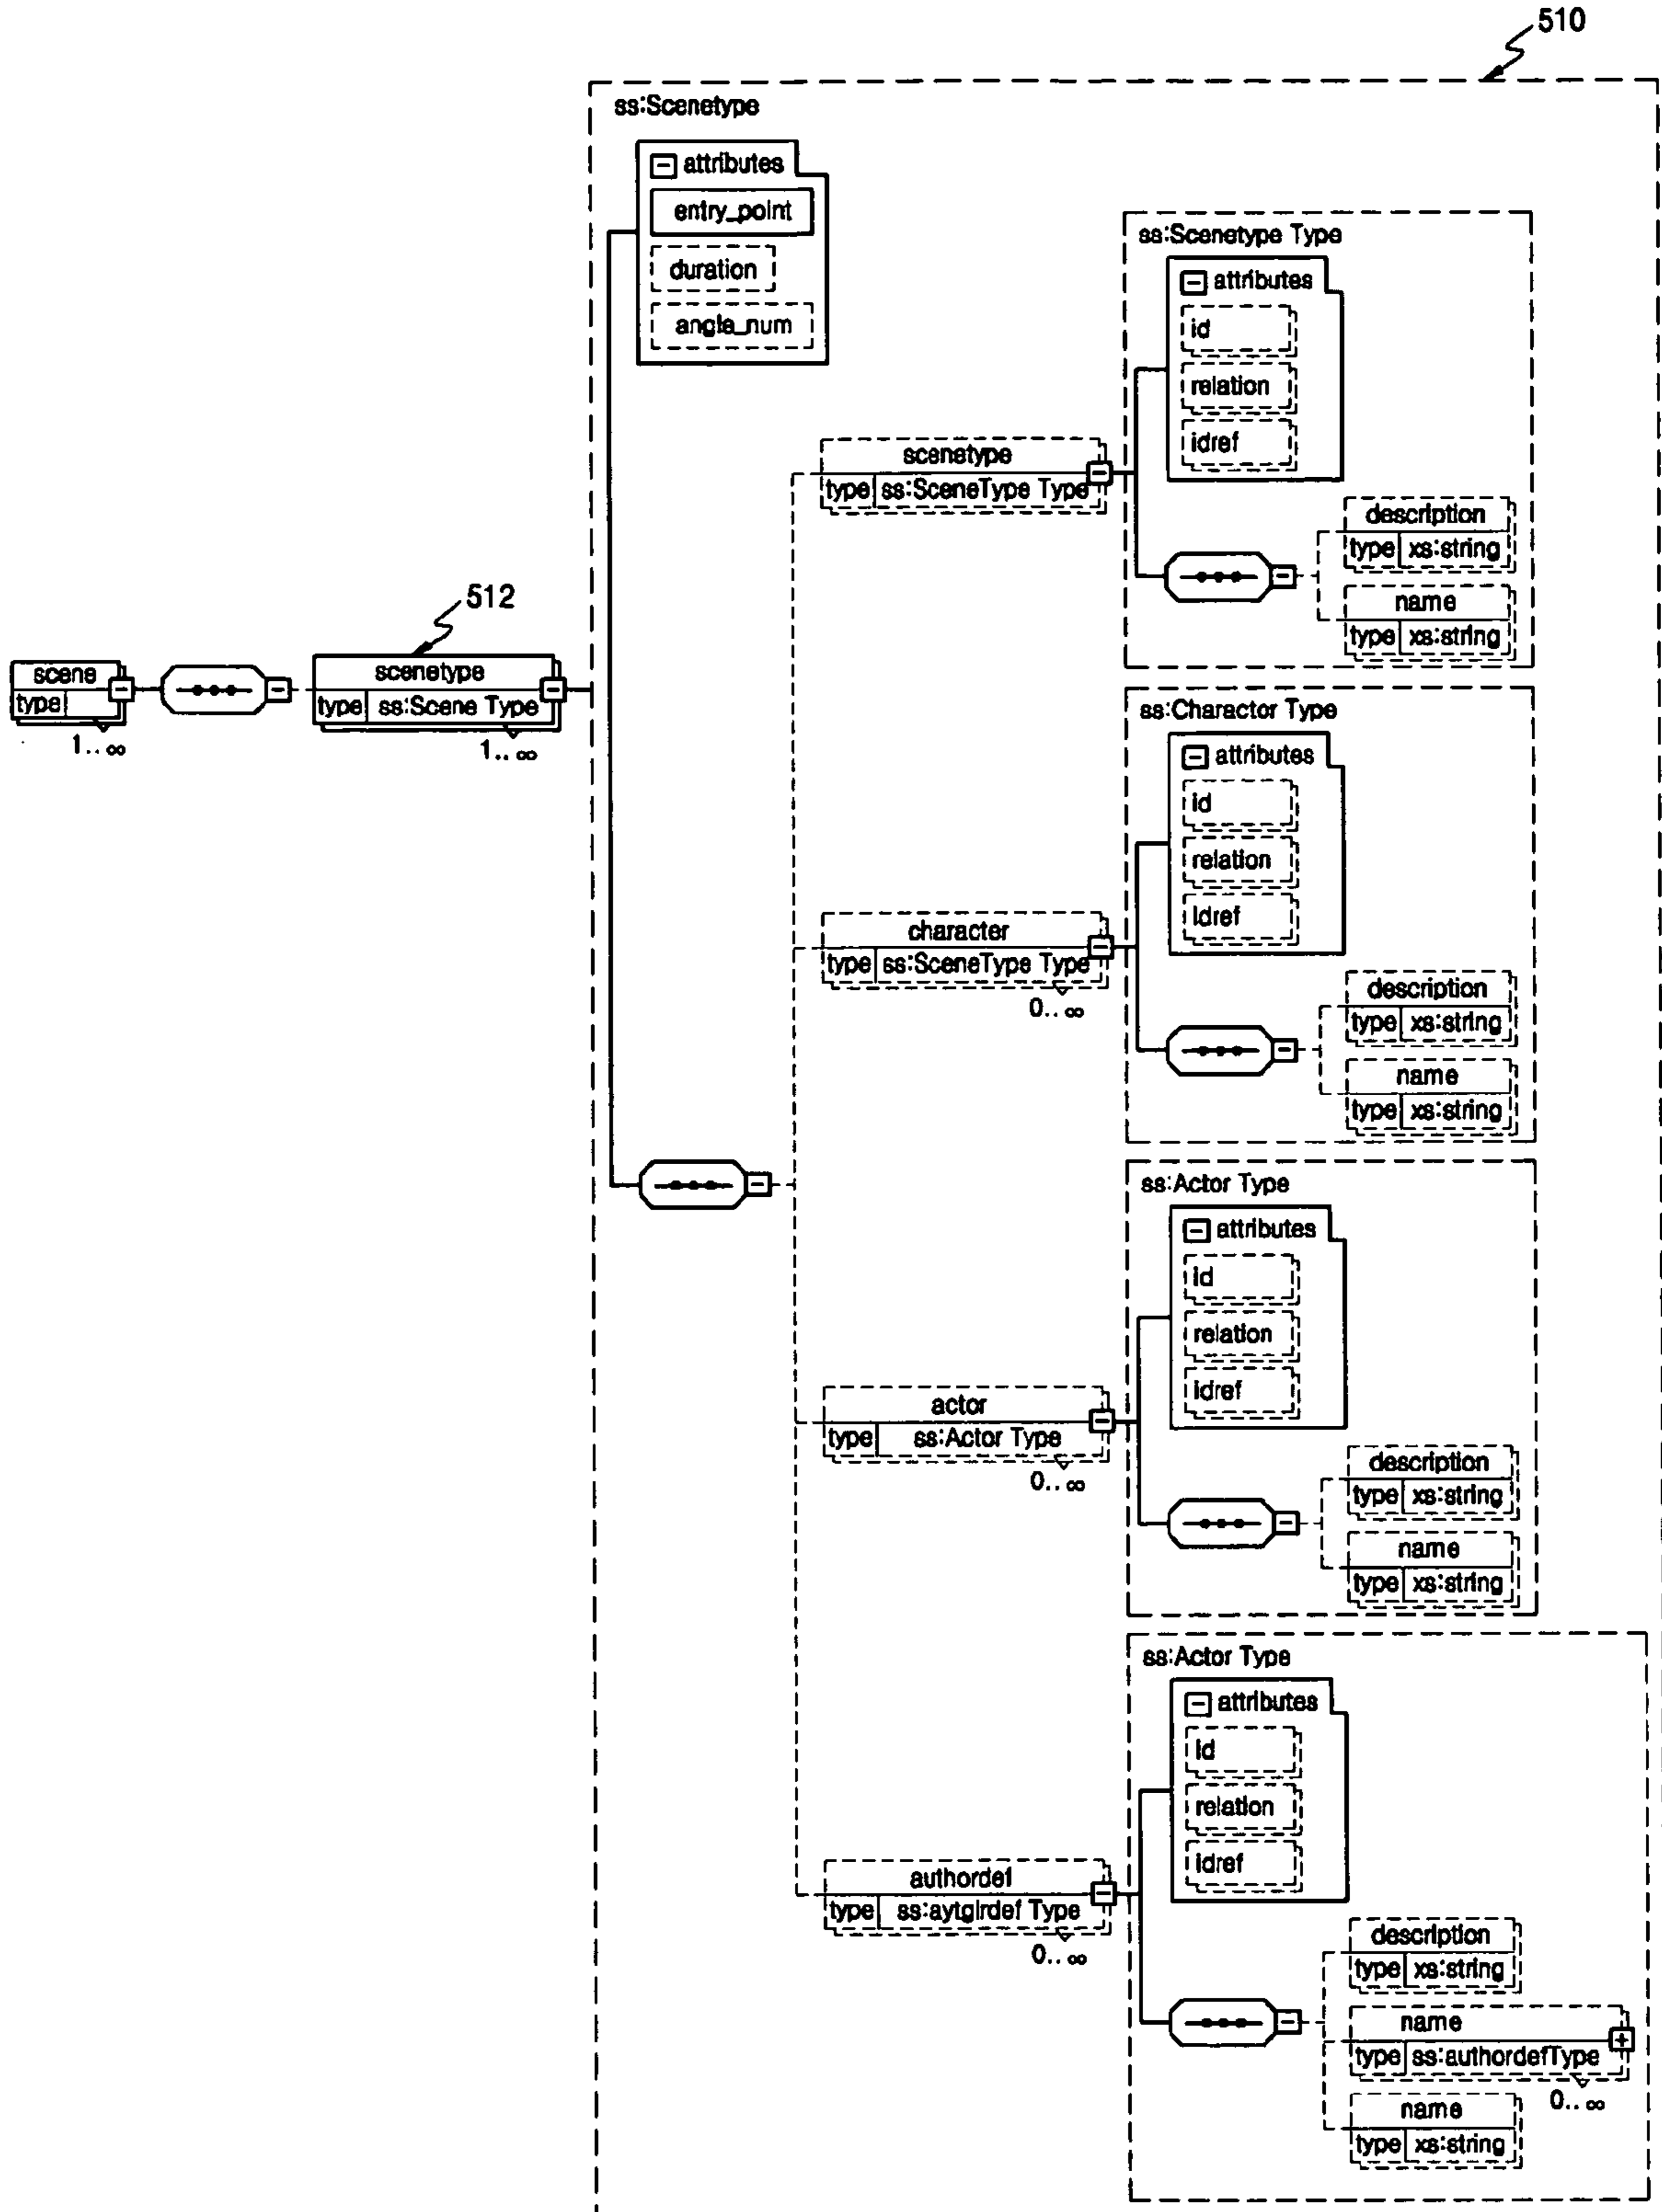 510
ss:Scenetype
attributes
entry_point
duration
angle_num
ss:Scenetype Type
attributes
id
relation
idref
scenetype
type ss:SceneType Type
description
type xs:string
name
type xs:string
512
scene
type
1.. ∞
scenetype
type ss:Scene Type
1.. ∞
ss:Charactor Type
attributes
id
relation
idref
character
type ss:SceneType Type
0.. ∞
description
type xs:string
name
type xs:string
ss:Actor Type
attributes
id
relation
idref
actor
type ss:Actor Type
0.. ∞
description
type xs:string
name
type xs:string
ss:Actor Type
attributes
id
relation
idref
authordef
type ss:aytglrdef Type
0.. ∞
description
type xs:string
name
type ss:authordefType
0.. ∞
name
type xs:string